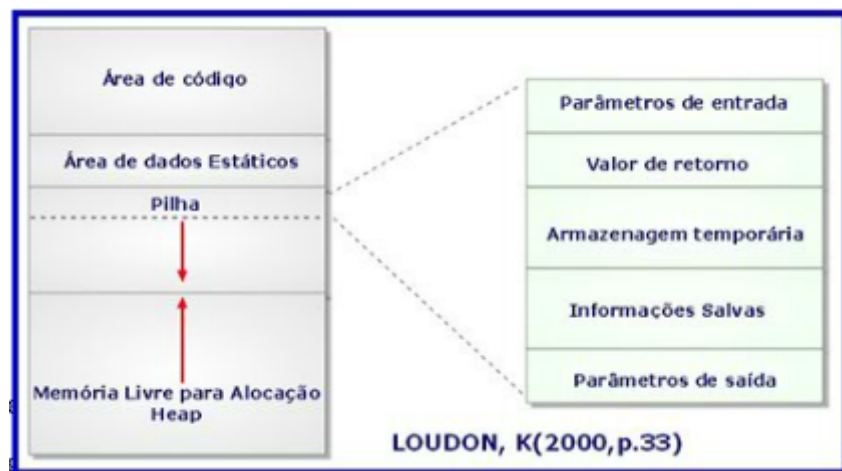 Área de código
Área de dados Estáticos
Pilha
Memória Livre para Alocação
Heap
Parâmetros de entrada
Valor de retorno
Armazenagem temporária
Informações Salvas
Parâmetros de saída
LOUDON, K(2000,p.33)